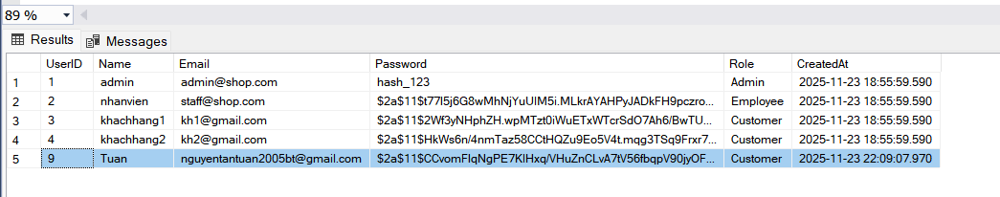 89 %
Results Messages
UserID Name Email Password Role CreatedAt
1 1 admin admin@shop.com hash_123 Admin 2025-11-23 18:55:59.590
2 2 nhanvien staff@shop.com $2a$11$t77I5j6G8wMhNjYuUIM5i.MLkrAYAHPyJADkFH9pczro... Employee 2025-11-23 18:55:59.590
3 3 khachhang1 kh1@gmail.com $2a$11$2Wf3yNHphZH.wpMTzt0iWuETxWTcrSdO7Ah6/BwTU... Customer 2025-11-23 18:55:59.590
4 4 khachhang2 kh2@gmail.com $2a$11$HkWs6n/4nmTaz58CCtHQZu9Eo5V4t.mqg3TSq9Frxr7... Customer 2025-11-23 18:55:59.590
5 9 Tuan nguyentantuan2005bt@gmail.com $2a$11$CCvomFIqNgPE7KIHxq/VHuZnCLvA7tV56fbqpV90jyOF... Customer 2025-11-23 22:09:07.970